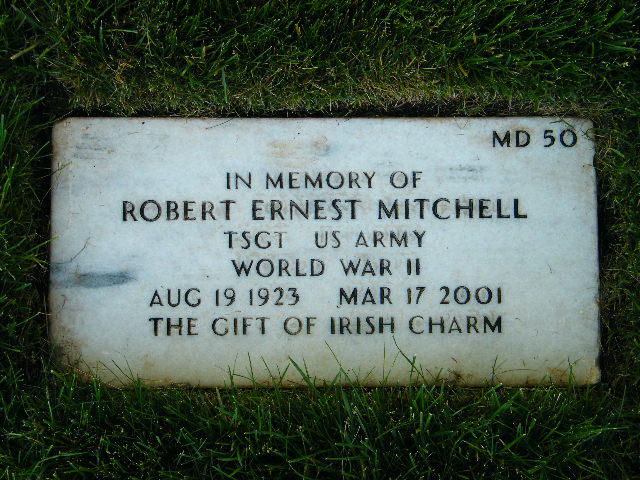 MD 50
IN MEMORY OF
ROBERT ERNEST MITCHELL
TSGT US ARMY
WORLD WAR II
AUG 19 1923 MAR 17 2001
THE GIFT OF IRISH CHARM